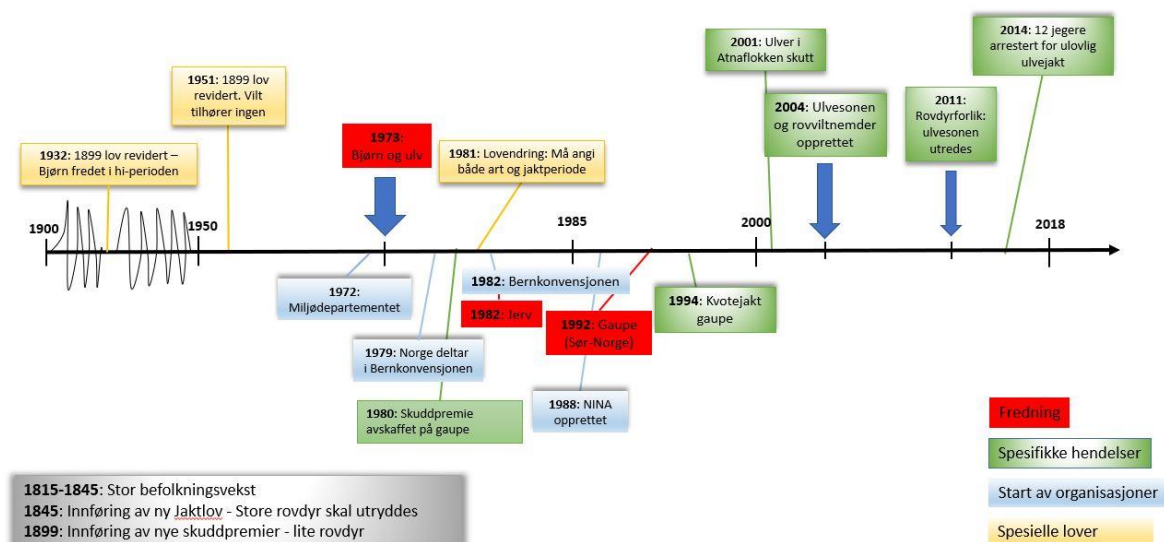 2001: Ulver i
Atnaflokken skutt
2014: 12 jegere
arrestert for ulovlig
ulvejakt
1951: 1899 lov
revidert. Vilt
tilhører ingen
2004: Ulvesonen
og rovviltnemder
opprettet
2011:
Rovdyrforlik:
ulvesonen
utredes
1973:
Bjørn og ulv
1932: 1899 lov revidert –
Bjørn fredet i hi-perioden
1981: Lovendring: Må angi
både art og jaktperiode
1900
1950
1985
2000
2018
1972:
Miljødepartementet
1982: Bernkonvensjonen
1982: Jerv
1992: Gaupe
(Sør-Norge)
1994: Kvotejakt
gaupe
1979: Norge deltar
i Bernkonvensjonen
1980: Skuddpremie
avskaffet på gaupe
1988: NINA
opprettet
Fredning
Spesifikke hendelser
Start av organisasjoner
Spesielle lover
1815-1845: Stor befolkningsvekst
1845: Innføring av ny Jaktlov - Store rovdyr skal utryddes
1899: Innføring av nye skuddpremier - lite rovdyr